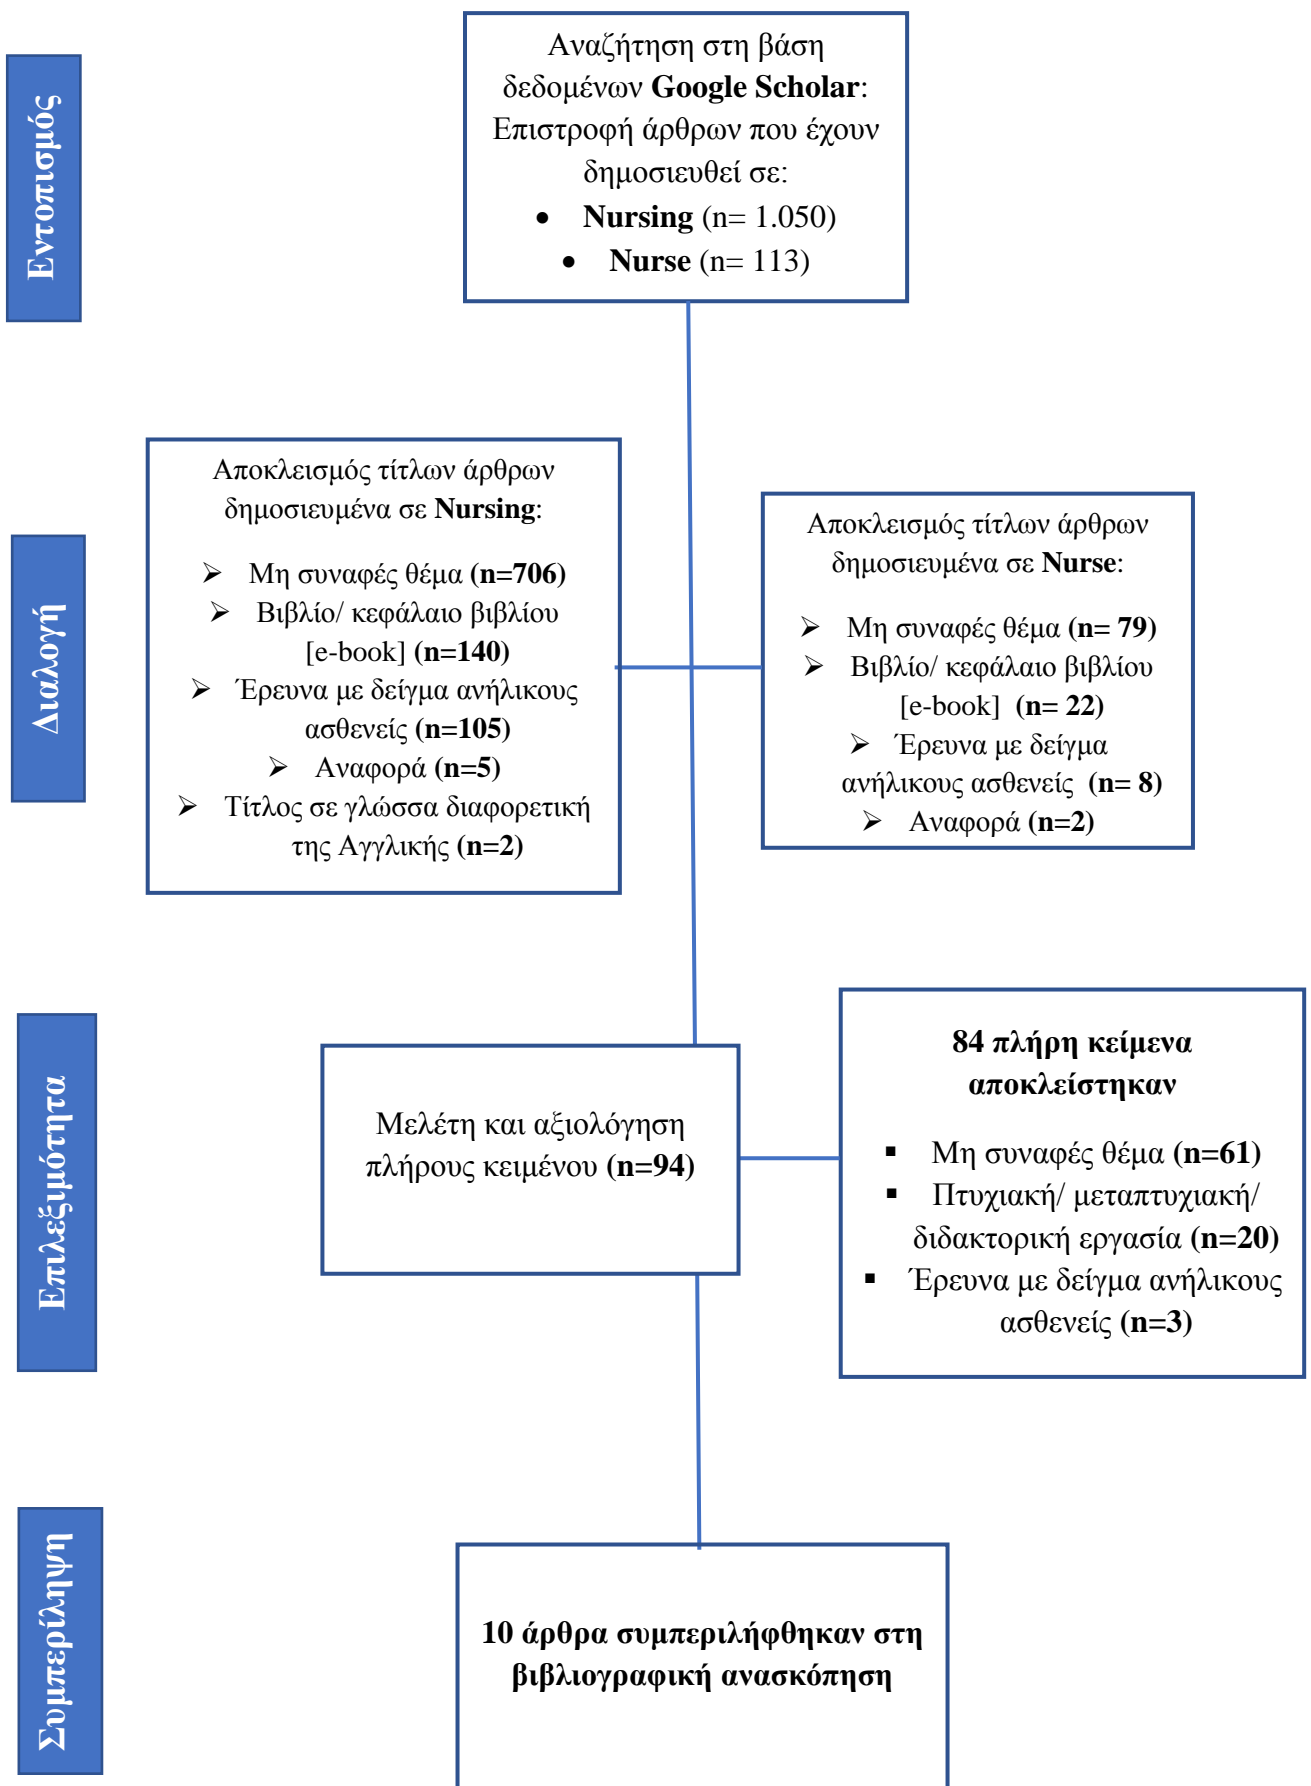 Εντοπισμός
Αναζήτηση στη βάση
δεδομένων Google Scholar:
Επιστροφή άρθρων που έχουν
δημοσιευθεί σε:
• Nursing (n= 1.050)
• Nurse (n= 113)
Διαλογή
Αποκλεισμός τίτλων άρθρων
δημοσιευμένα σε Nursing:
➢ Μη συναφές θέμα (n=706)
➢ Βιβλίο/ κεφάλαιο βιβλίου
[e-book] (n=140)
➢ Έρευνα με δείγμα ανήλικους
ασθενείς (n=105)
➢ Αναφορά (n=5)
➢ Τίτλος σε γλώσσα διαφορετική
της Αγγλικής (n=2)
Αποκλεισμός τίτλων άρθρων
δημοσιευμένα σε Nurse:
➢ Μη συναφές θέμα (n= 79)
➢ Βιβλίο/ κεφάλαιο βιβλίου
[e-book] (n= 22)
➢ Έρευνα με δείγμα
ανήλικους ασθενείς (n= 8)
➢ Αναφορά (n=2)
Επιλεξιμότητα
Μελέτη και αξιολόγηση
πλήρους κειμένου (n=94)
84 πλήρη κείμενα
αποκλείστηκαν
▪ Μη συναφές θέμα (n=61)
▪ Πτυχιακή/ μεταπτυχιακή/
διδακτορική εργασία (n=20)
▪ Έρευνα με δείγμα ανήλικους
ασθενείς (n=3)
Συμπερίληψη
10 άρθρα συμπεριλήφθηκαν στη
βιβλιογραφική ανασκόπηση